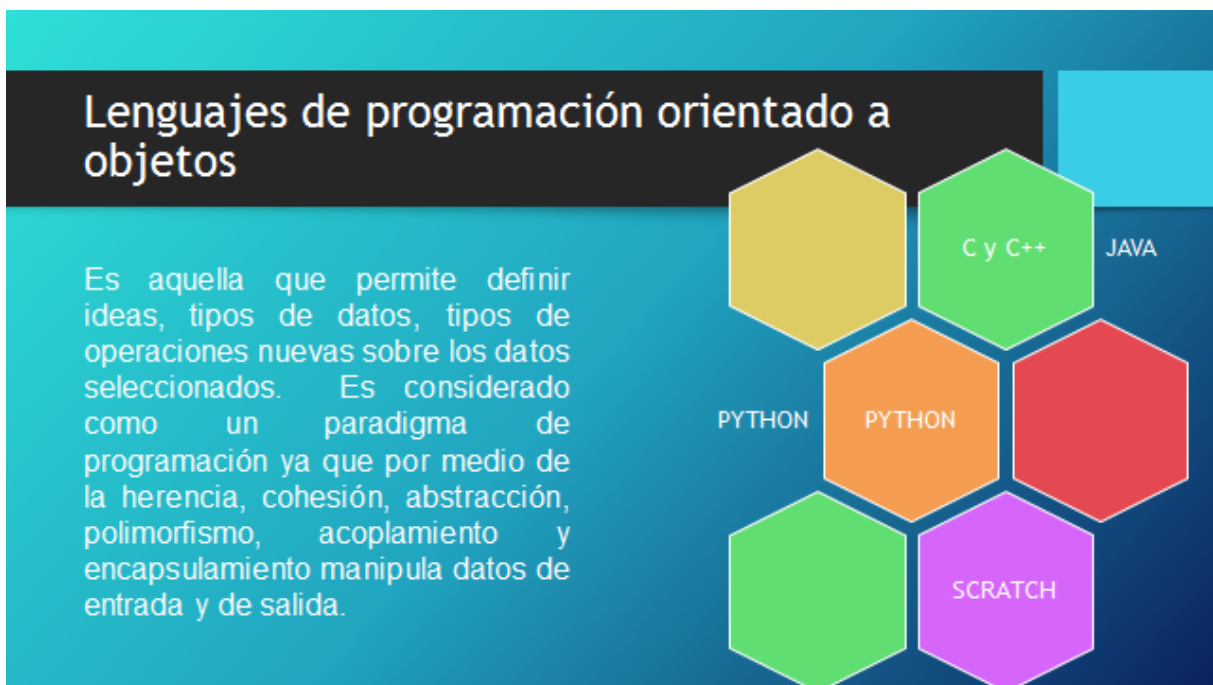 Lenguajes de programación orientado a
objetos
Es aquella que permite definir
ideas, tipos de datos, tipos de
operaciones nuevas sobre los datos
seleccionados. Es considerado
como un paradigma de
programación ya que por medio de
la herencia, cohesión, abstracción,
polimorfismo, acoplamiento y
encapsulamiento manipula datos de
entrada y de salida.
C y C++
JAVA
PYTHON
PYTHON
SCRATCH